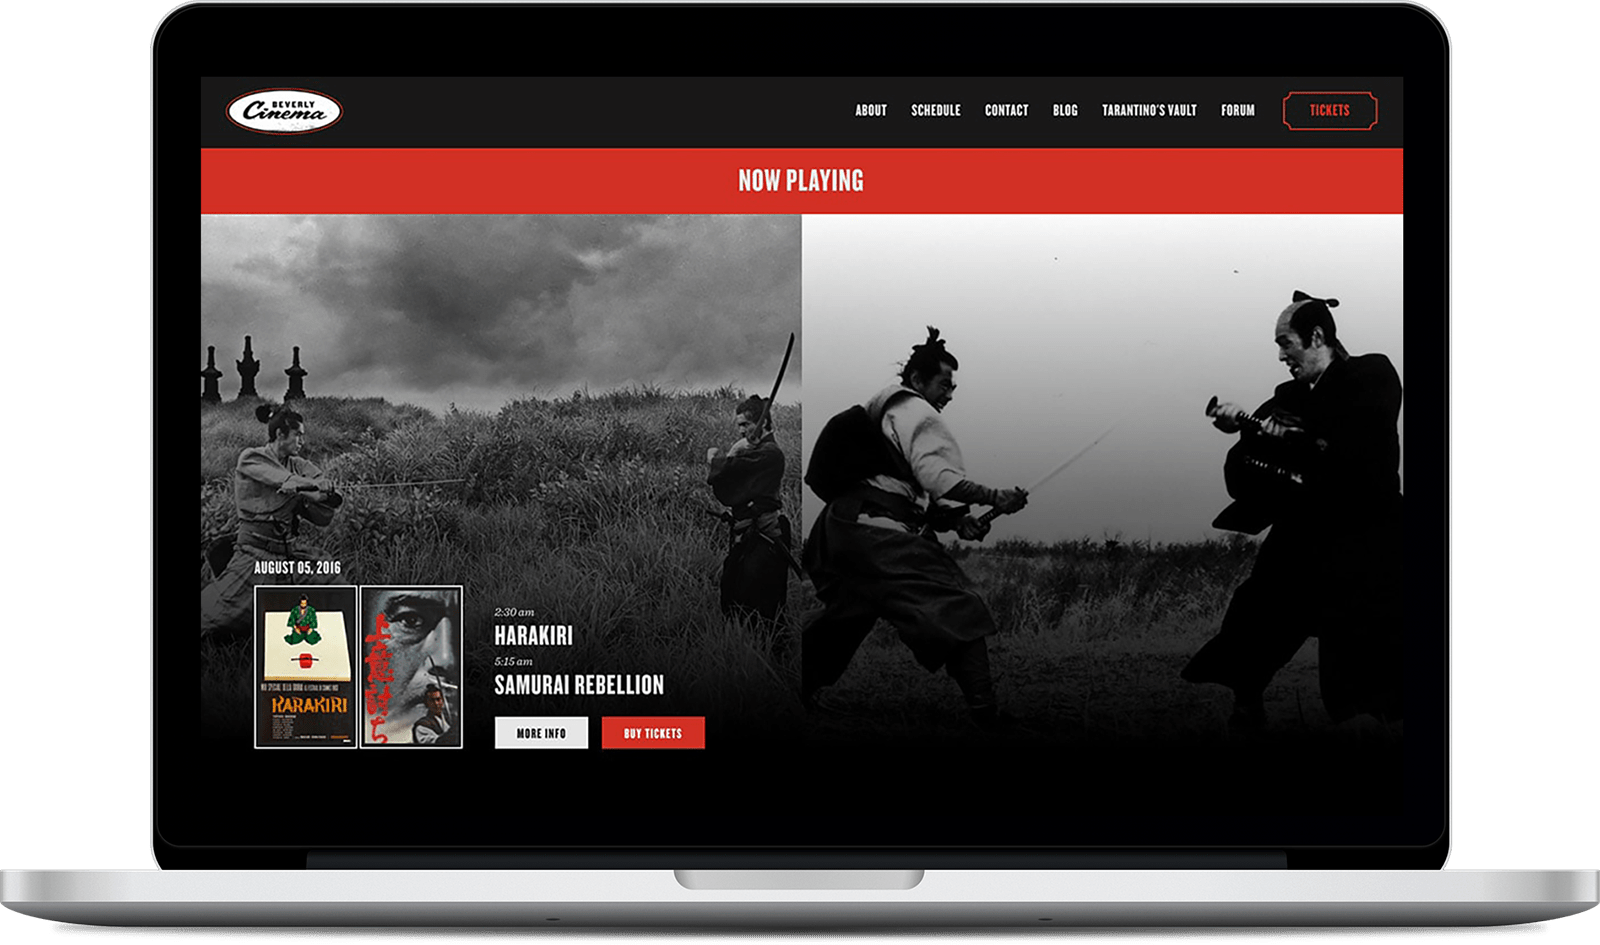 BEVERLY
Cinema
ABOUT SCHEDULE CONTACT BLOG TARANTINO'S VAULT FORUM TICKETS
NOW PLAYING
AUGUST 05, 2016
HARAKIRI
2:30 am
HARAKIRI
5:15 am
SAMURAI REBELLION
MORE INFO BUY TICKETS